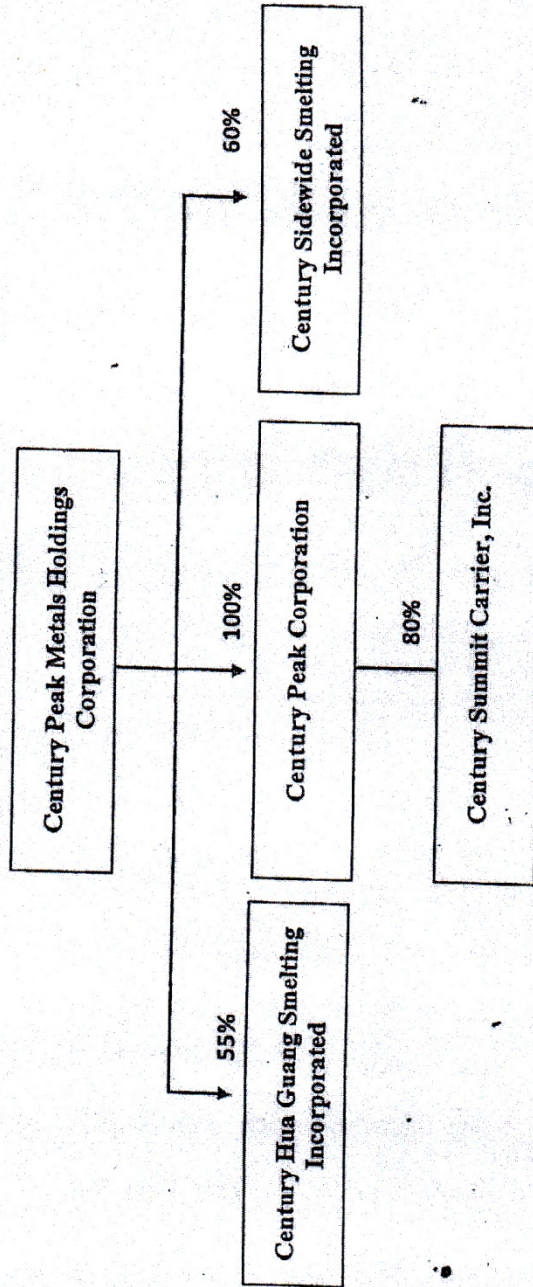 Century Peak Metals Holdings
Corporation
55%
100%
60%
Century Hua Guang Smelting
Incorporated
Century Peak Corporation
Century Sidewide Smelting
Incorporated
80%
Century Summit Carrier, Inc.